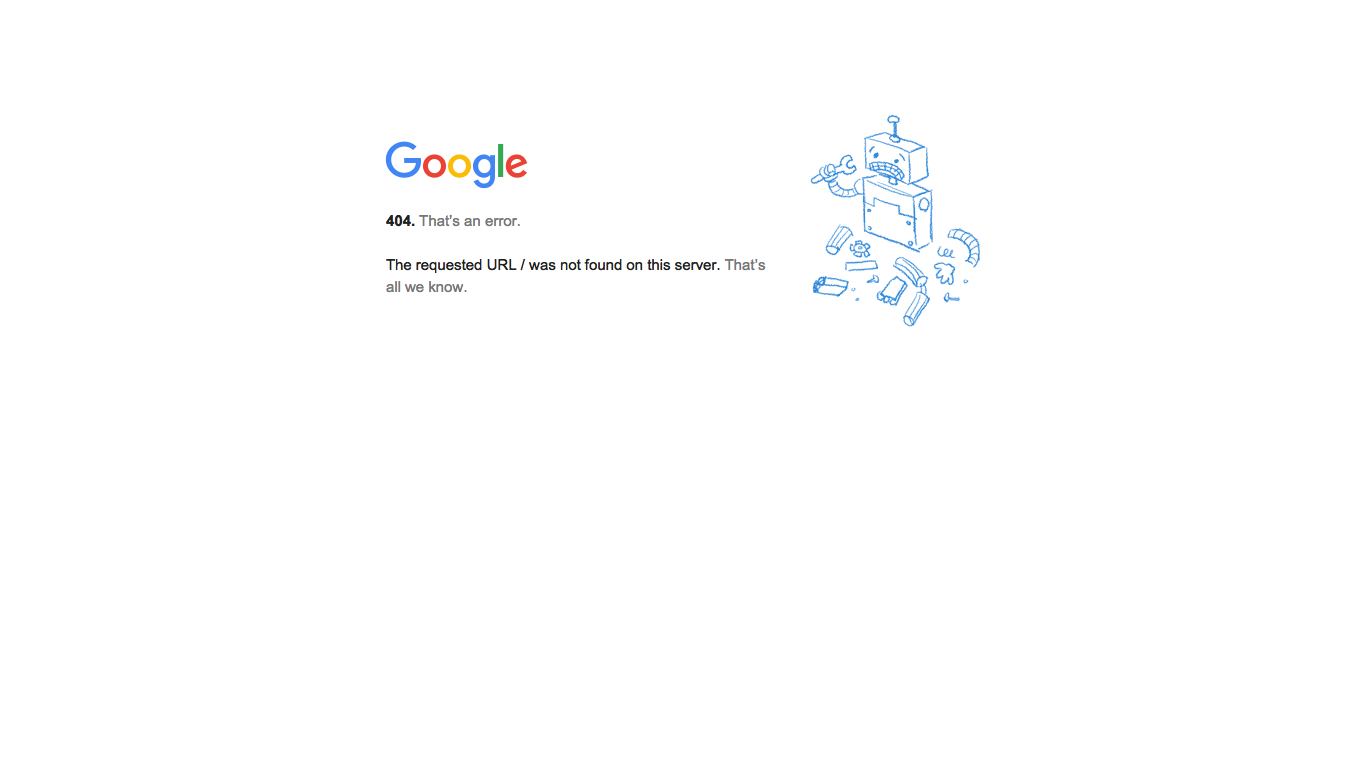 Google
404. That's an error.
The requested URL / was not found on this server. That's
all we know.